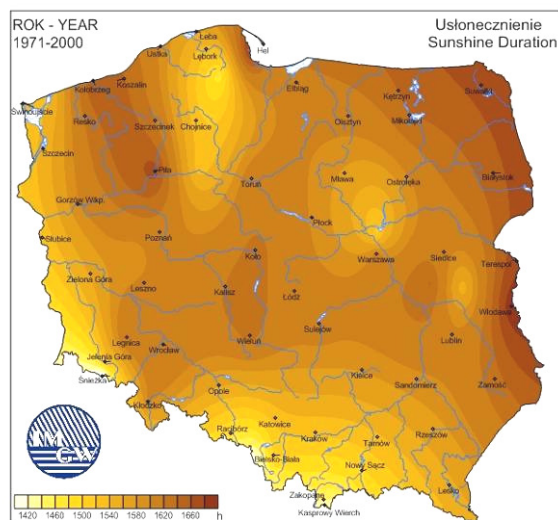 ROK - YEAR
1971-2000
Usłonecznienie
Sunshine Duration
Łeba
Hel
Ustka
Lębork
Koszalin
Kołobrzeg
Elbląg
Kętrzyn
Suwałki
Świnoujście
Resko
Szczecinek
Chojnice
Olsztyn
Mikołajki
Szczecin
Piła
Toruń
Mława
Ostrołęka
Białystok
Gorzów Wlkp.
Płock
Słubice
Poznań
Koło
Warszawa
Siedlce
Terespol
Zielona Góra
Leszno
Kalisz
Łódź
Włodawa
Legnica
Wrocław
Wieruń
Sulejów
Lublin
Jelenia Góra
Śnieżka
Opole
Kielce
Sandomierz
Zamość
Kłodzko
Racibórz
Katowice
Kraków
Tarnów
Rzeszów
Bielsko-Biała
Nowy Sącz
Lesko
Zakopane
Kasprowy Wierch
IM
GW
1420 1460 1500 1540 1580 1620 1660 h